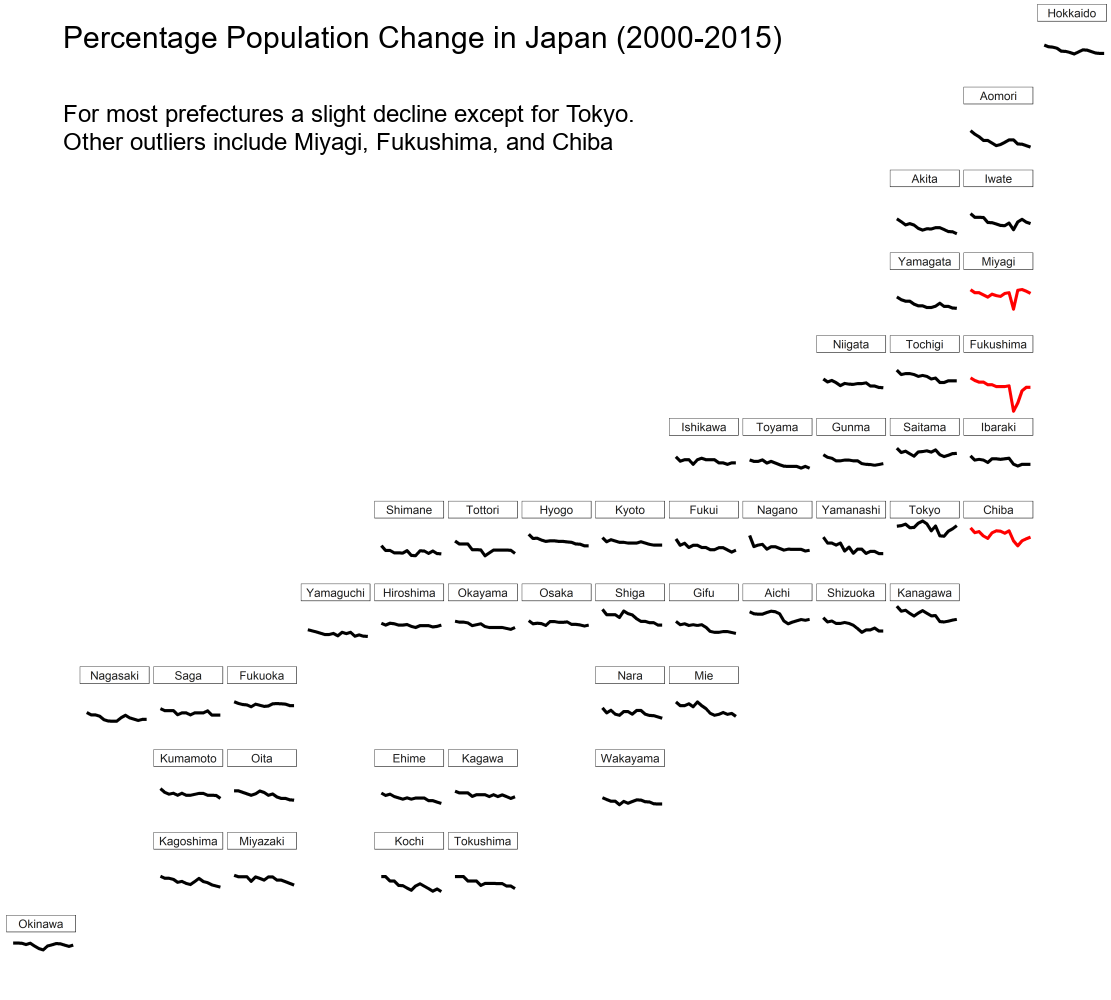 Hokkaido
Percentage Population Change in Japan (2000-2015)
Aomori
For most prefectures a slight decline except for Tokyo.
Other outliers include Miyagi, Fukushima, and Chiba
Akita Iwate
Yamagata Miyagi
Niigata Tochigi Fukushima
Ishikawa Toyama Gunma Saitama Ibaraki
Shimane Tottori Hyogo Kyoto Fukui Nagano Yamanashi Tokyo Chiba
Yamaguchi Hiroshima Okayama Osaka Shiga Gifu Aichi Shizuoka Kanagawa
Nagasaki Saga Fukuoka Nara Mie
Kumamoto Oita Ehime Kagawa Wakayama
Kagoshima Miyazaki Kochi Tokushima
Okinawa